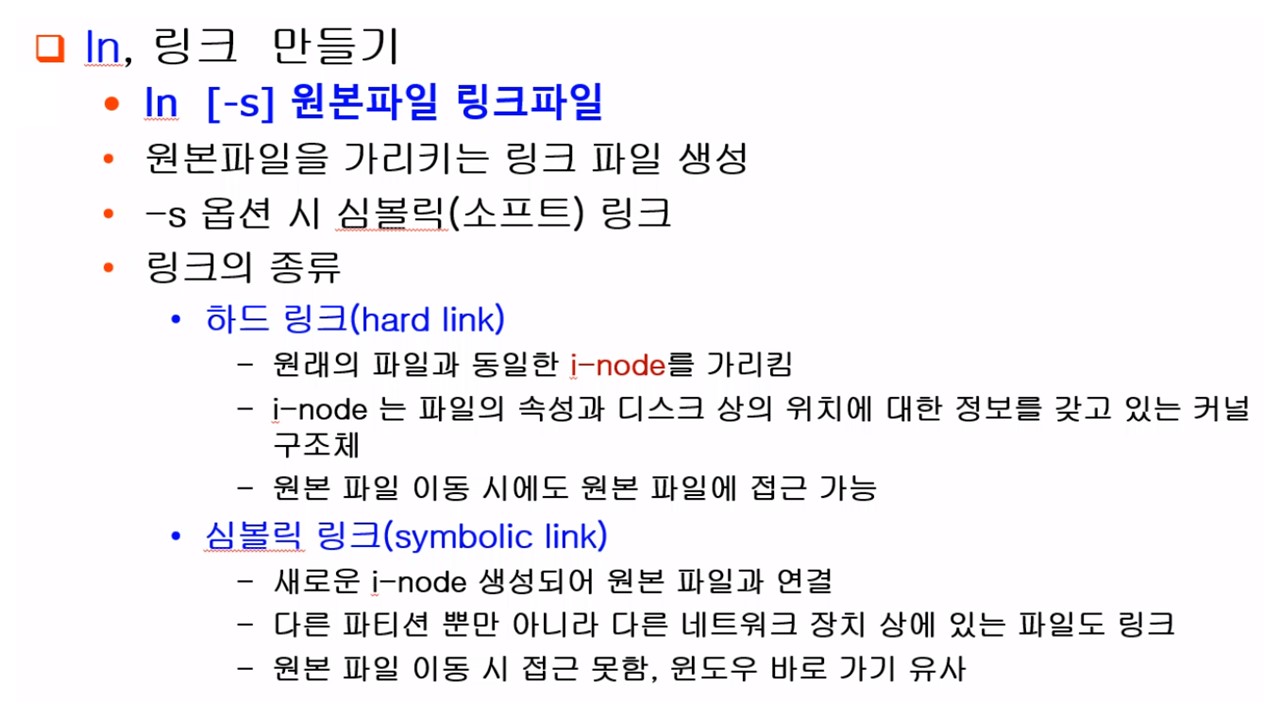 ln, 링크 만들기
ln [-s] 원본파일 링크파일
원본파일을 가리키는 링크 파일 생성
-s 옵션 시 심볼릭(소프트) 링크
링크의 종류
하드 링크(hard link)
- 원래의 파일과 동일한 i-node를 가리킴
- i-node 는 파일의 속성과 디스크 상의 위치에 대한 정보를 갖고 있는 커널
구조체
- 원본 파일 이동 시에도 원본 파일에 접근 가능
심볼릭 링크(symbolic link)
- 새로운 i-node 생성되어 원본 파일과 연결
- 다른 파티션 뿐만 아니라 다른 네트워크 장치 상에 있는 파일도 링크
- 원본 파일 이동 시 접근 못함, 윈도우 바로 가기 유사